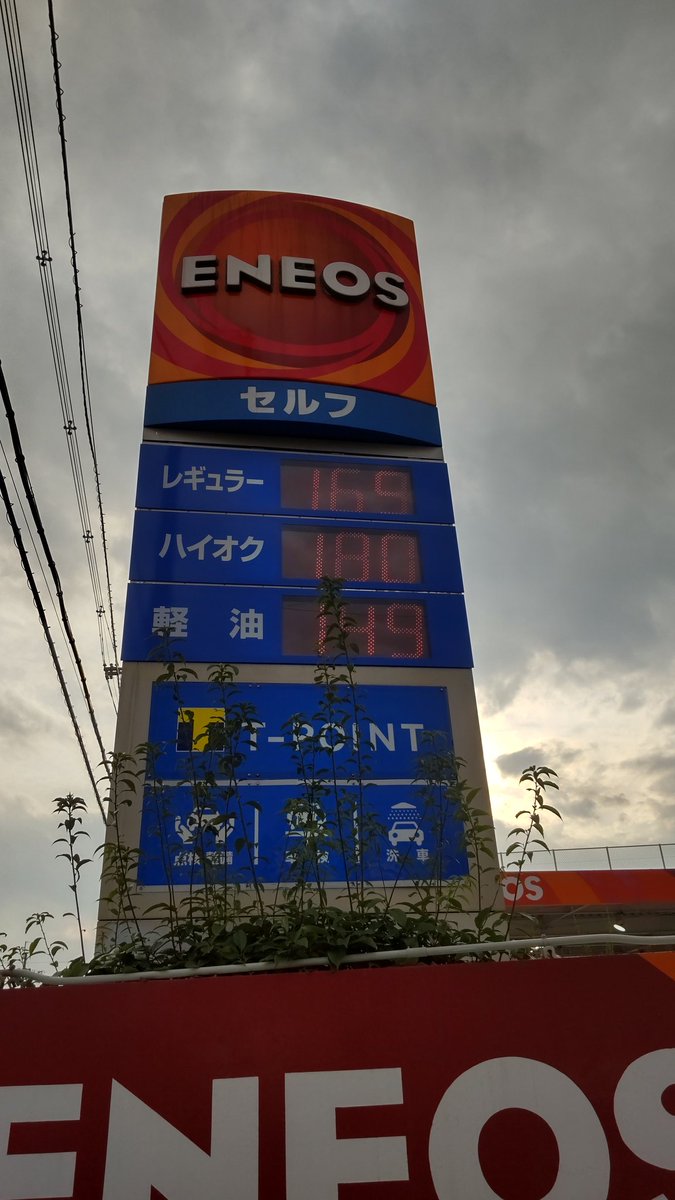 ENEOS
セルフ
レギュラー 169
ハイオク 180
軽油 149
T-POINT
洗車
OS
ENEOS